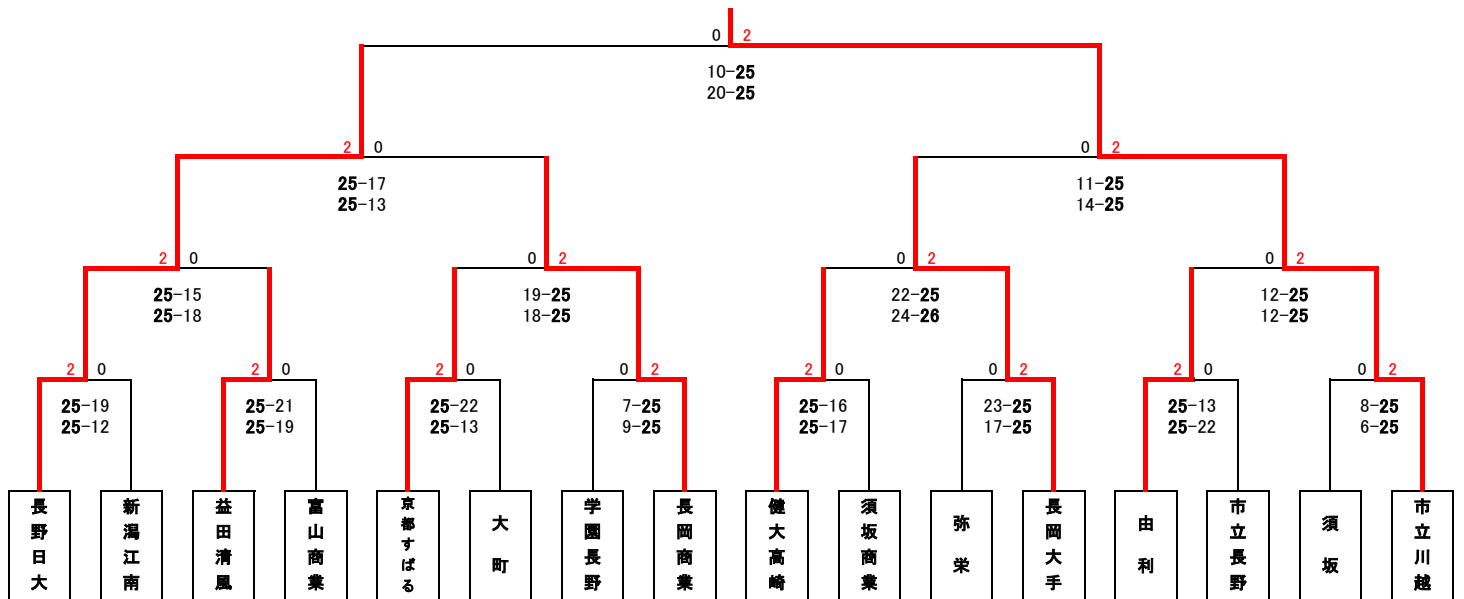 0 2
10-25
20-25
2 0
0 2
25-17
25-13
11-25
14-25
2 0
0 2
0 2
0 2
25-15
25-18
19-25
18-25
22-25
24-26
12-25
12-25
2 0
2 0
2 0
0 2
2 0
0 2
2 0
0 2
25-19
25-12
25-21
25-19
25-22
25-13
7-25
9-25
25-16
25-17
23-25
17-25
25-13
25-22
8-25
6-25
長野日大
新潟江南
益田清風
富山商業
京都すばる
大町
学園長野
長岡商業
健大高崎
須坂商業
弥栄
長岡大手
由利
市立長野
須坂
市立川越